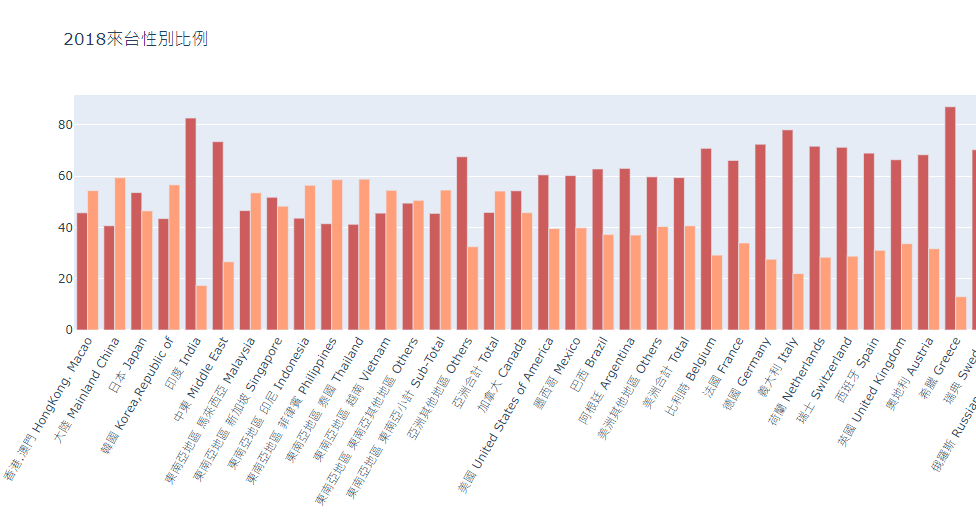 2018來台性別比例
80
60
40
20
0
香港.澳門 HongKong. Macao
大陸 Mainland China
日本 Japan
韓國 Korea,Republic of
印度 India
中東 Middle East
東南亞地區 馬來西亞 Malaysia
東南亞地區 新加坡 Singapore
東南亞地區 印尼 Indonesia
東南亞地區 菲律賓 Philippines
東南亞地區 泰國 Thailand
東南亞地區 越南 Vietnam
東南亞地區 東南亞其他地區 Others
東南亞地區 東南亞小計 Sub-Total
亞洲其他地區 Others
亞洲合計 Total
加拿大 Canada
美國 United States of America
墨西哥 Mexico
巴西 Brazil
阿根廷 Argentina
美洲其他地區 Others
美洲合計 Total
比利時 Belgium
法國 France
德國 Germany
義大利 Italy
荷蘭 Netherlands
瑞士 Switzerland
西班牙 Spain
英國 United Kingdom
奧地利 Austria
希臘 Greece
瑞典 Swed
俄羅斯 Russian